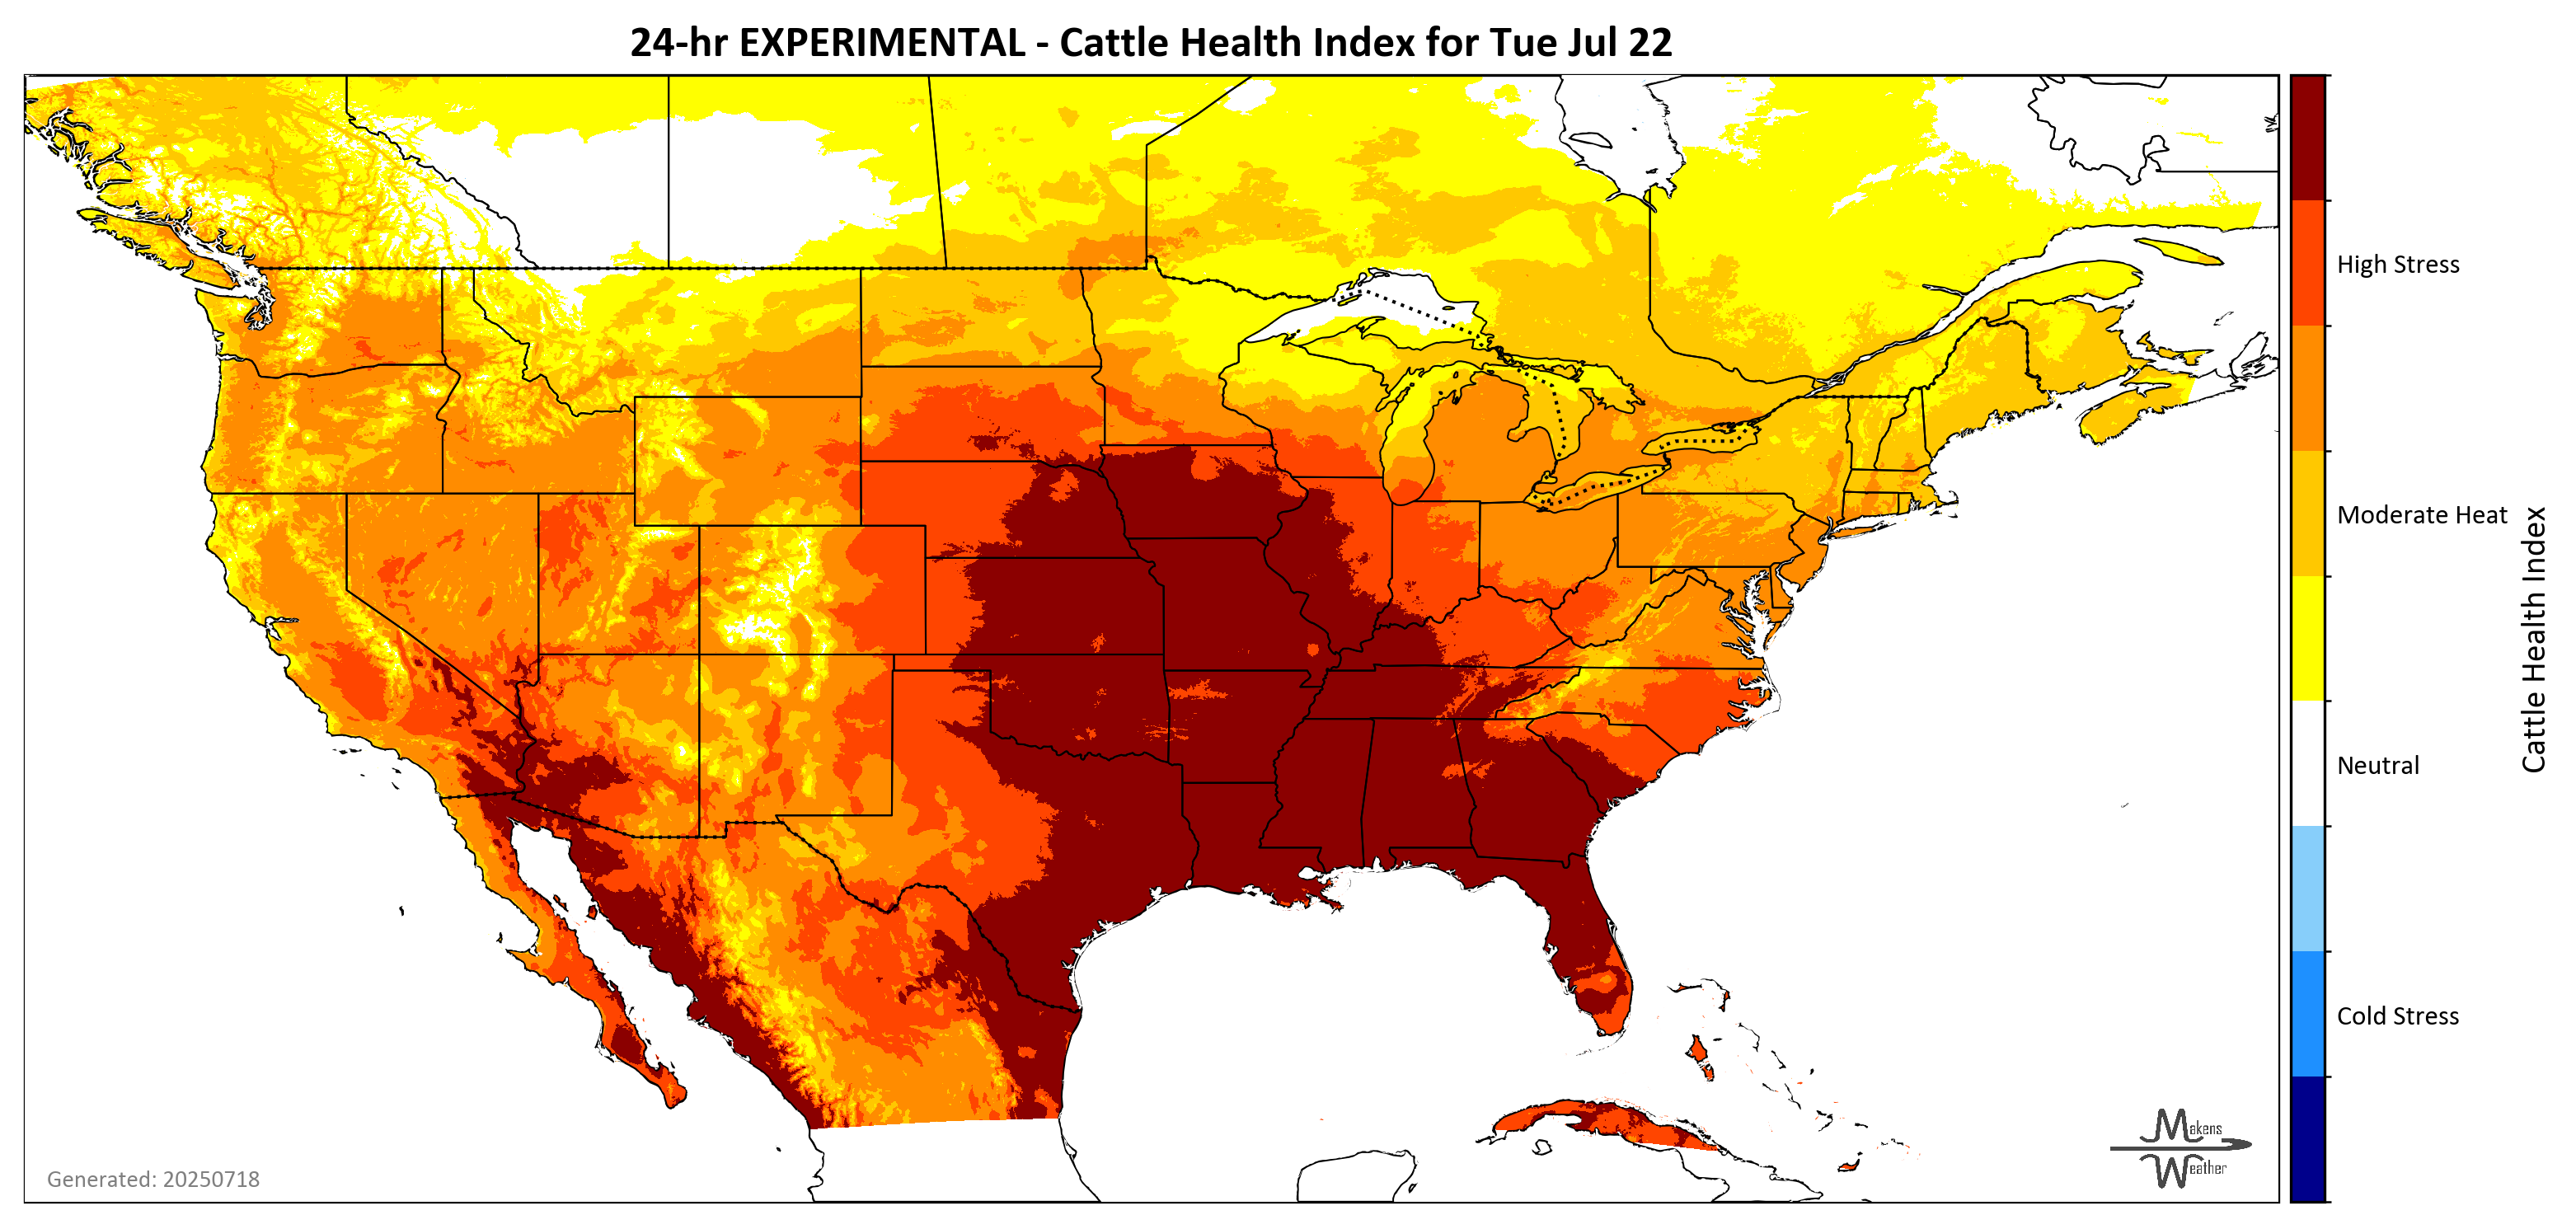 24-hr EXPERIMENTAL - Cattle Health Index for Tue Jul 22
High Stress
Moderate Heat
Neutral
Cold Stress
Cattle Health Index
Makens
Weather
Generated: 20250718